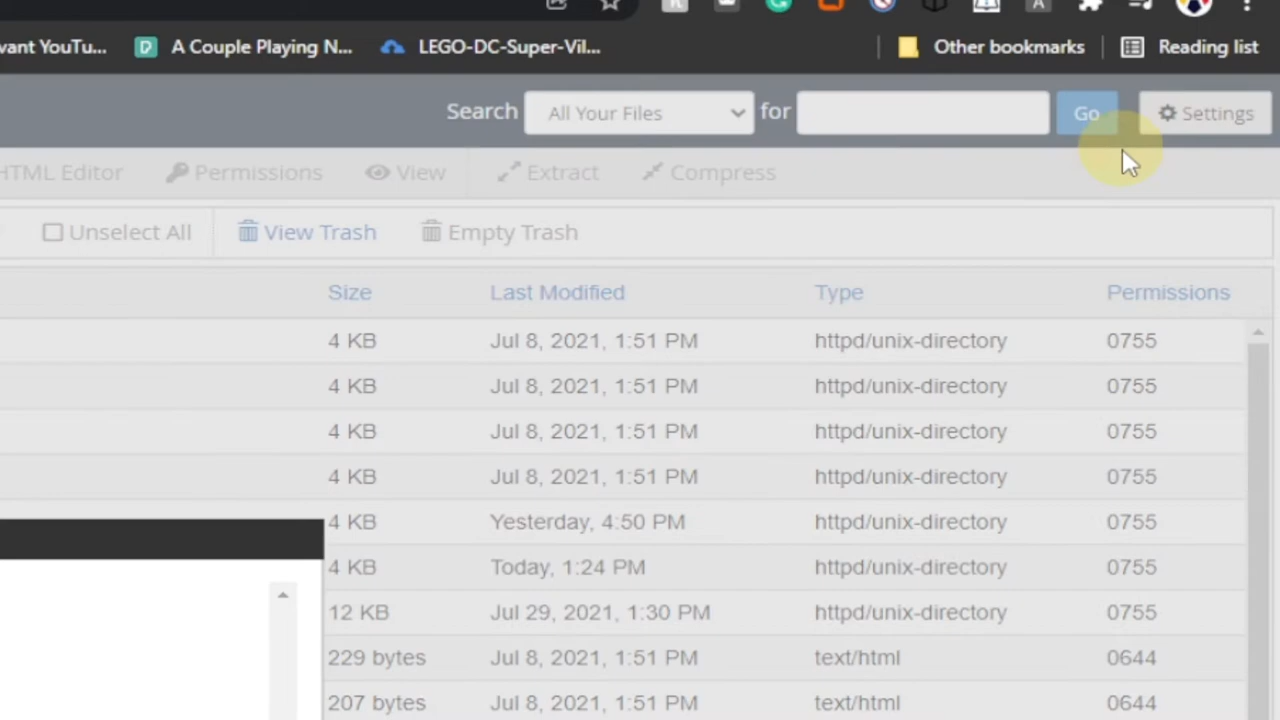 vant YouTu... A Couple Playing N... LEGO-DC-Super-Vil... Other bookmarks Reading list
Search All Your Files for Go Settings
HTML Editor Permissions View Extract Compress
Unselect All View Trash Empty Trash
Size Last Modified Type Permissions
4 KB Jul 8, 2021, 1:51 PM httpd/unix-directory 0755
4 KB Jul 8, 2021, 1:51 PM httpd/unix-directory 0755
4 KB Jul 8, 2021, 1:51 PM httpd/unix-directory 0755
4 KB Jul 8, 2021, 1:51 PM httpd/unix-directory 0755
4 KB Yesterday, 4:50 PM httpd/unix-directory 0755
4 KB Today, 1:24 PM httpd/unix-directory 0755
12 KB Jul 29, 2021, 1:30 PM httpd/unix-directory 0755
229 bytes Jul 8, 2021, 1:51 PM text/html 0644
207 bytes Jul 8, 2021, 1:51 PM text/html 0644